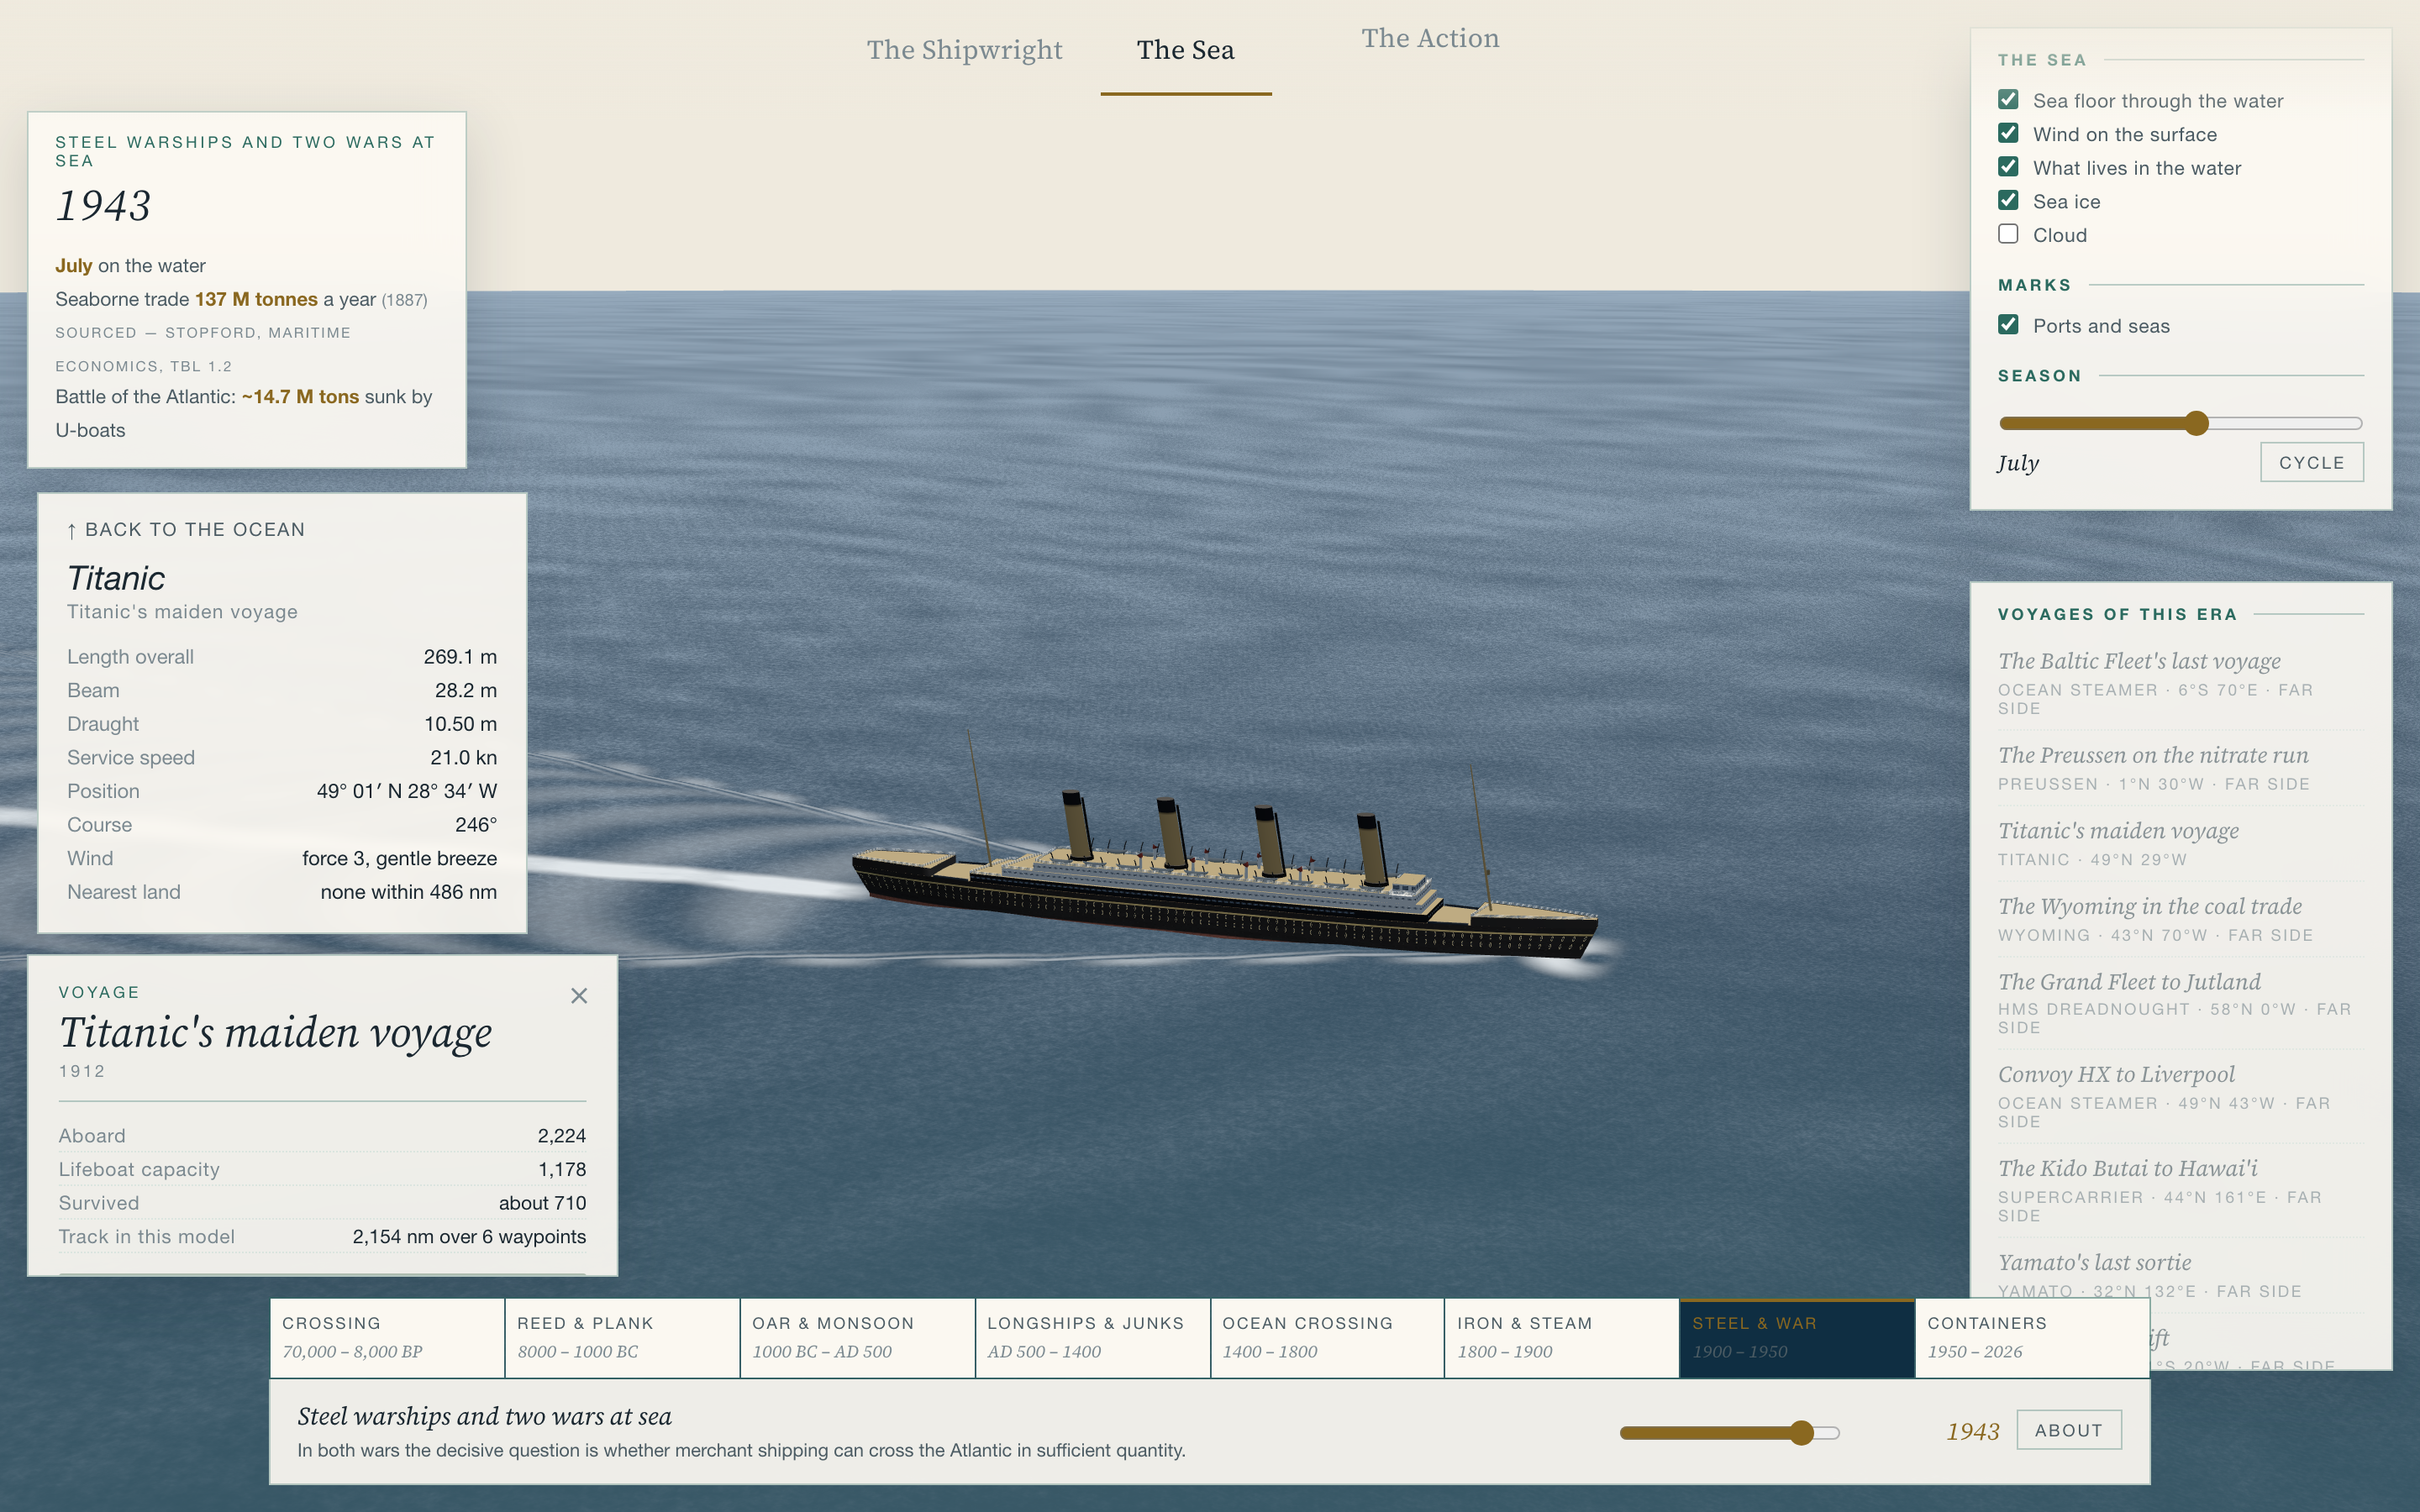 The Shipwright
The Sea
The Action
STEEL WARSHIPS AND TWO WARS AT
SEA
1943
July on the water
Seaborne trade 137 M tonnes a year (1887)
SOURCED — STOPFORD, MARITIME
ECONOMICS, TBL 1.2
Battle of the Atlantic: ~14.7 M tons sunk by
U-boats
↑ BACK TO THE OCEAN
Titanic
Titanic's maiden voyage
Length overall 269.1 m
Beam 28.2 m
Draught 10.50 m
Service speed 21.0 kn
Position 49° 01′ N 28° 34′ W
Course 246°
Wind force 3, gentle breeze
Nearest land none within 486 nm
VOYAGE
Titanic's maiden voyage
1912
Aboard 2,224
Lifeboat capacity 1,178
Survived about 710
Track in this model 2,154 nm over 6 waypoints
THE SEA
Sea floor through the water
Wind on the surface
What lives in the water
Sea ice
Cloud
MARKS
Ports and seas
SEASON
July
CYCLE
VOYAGES OF THIS ERA
The Baltic Fleet's last voyage
OCEAN STEAMER · 6°S 70°E · FAR
SIDE
The Preussen on the nitrate run
PREUSSEN · 1°N 30°W · FAR SIDE
Titanic's maiden voyage
TITANIC · 49°N 29°W
The Wyoming in the coal trade
WYOMING · 43°N 70°W · FAR SIDE
The Grand Fleet to Jutland
HMS DREADNOUGHT · 58°N 0°W · FAR
SIDE
Convoy HX to Liverpool
OCEAN STEAMER · 49°N 43°W · FAR
SIDE
The Kido Butai to Hawai'i
SUPERCARRIER · 44°N 161°E · FAR
SIDE
Yamato's last sortie
YAMATO · 32°N 132°E · FAR SIDE
CROSSING
70,000 – 8,000 BP
REED & PLANK
8000 – 1000 BC
OAR & MONSOON
1000 BC – AD 500
LONGSHIPS & JUNKS
AD 500 – 1400
OCEAN CROSSING
1400 – 1800
IRON & STEAM
1800 – 1900
STEEL & WAR
1900 – 1950
CONTAINERS
1950 – 2026
Steel warships and two wars at sea
In both wars the decisive question is whether merchant shipping can cross the Atlantic in sufficient quantity.
1943
ABOUT